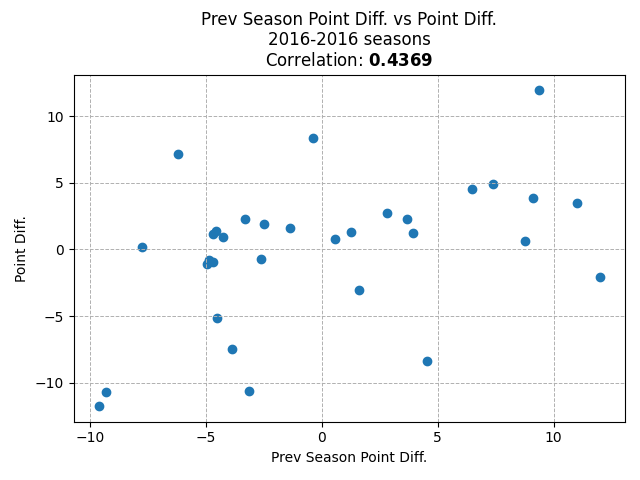 Prev Season Point Diff. vs Point Diff.
2016-2016 seasons
Correlation: 0.4369
10
5
0
−5
−10
Point Diff.
−10
−5
0
5
10
Prev Season Point Diff.